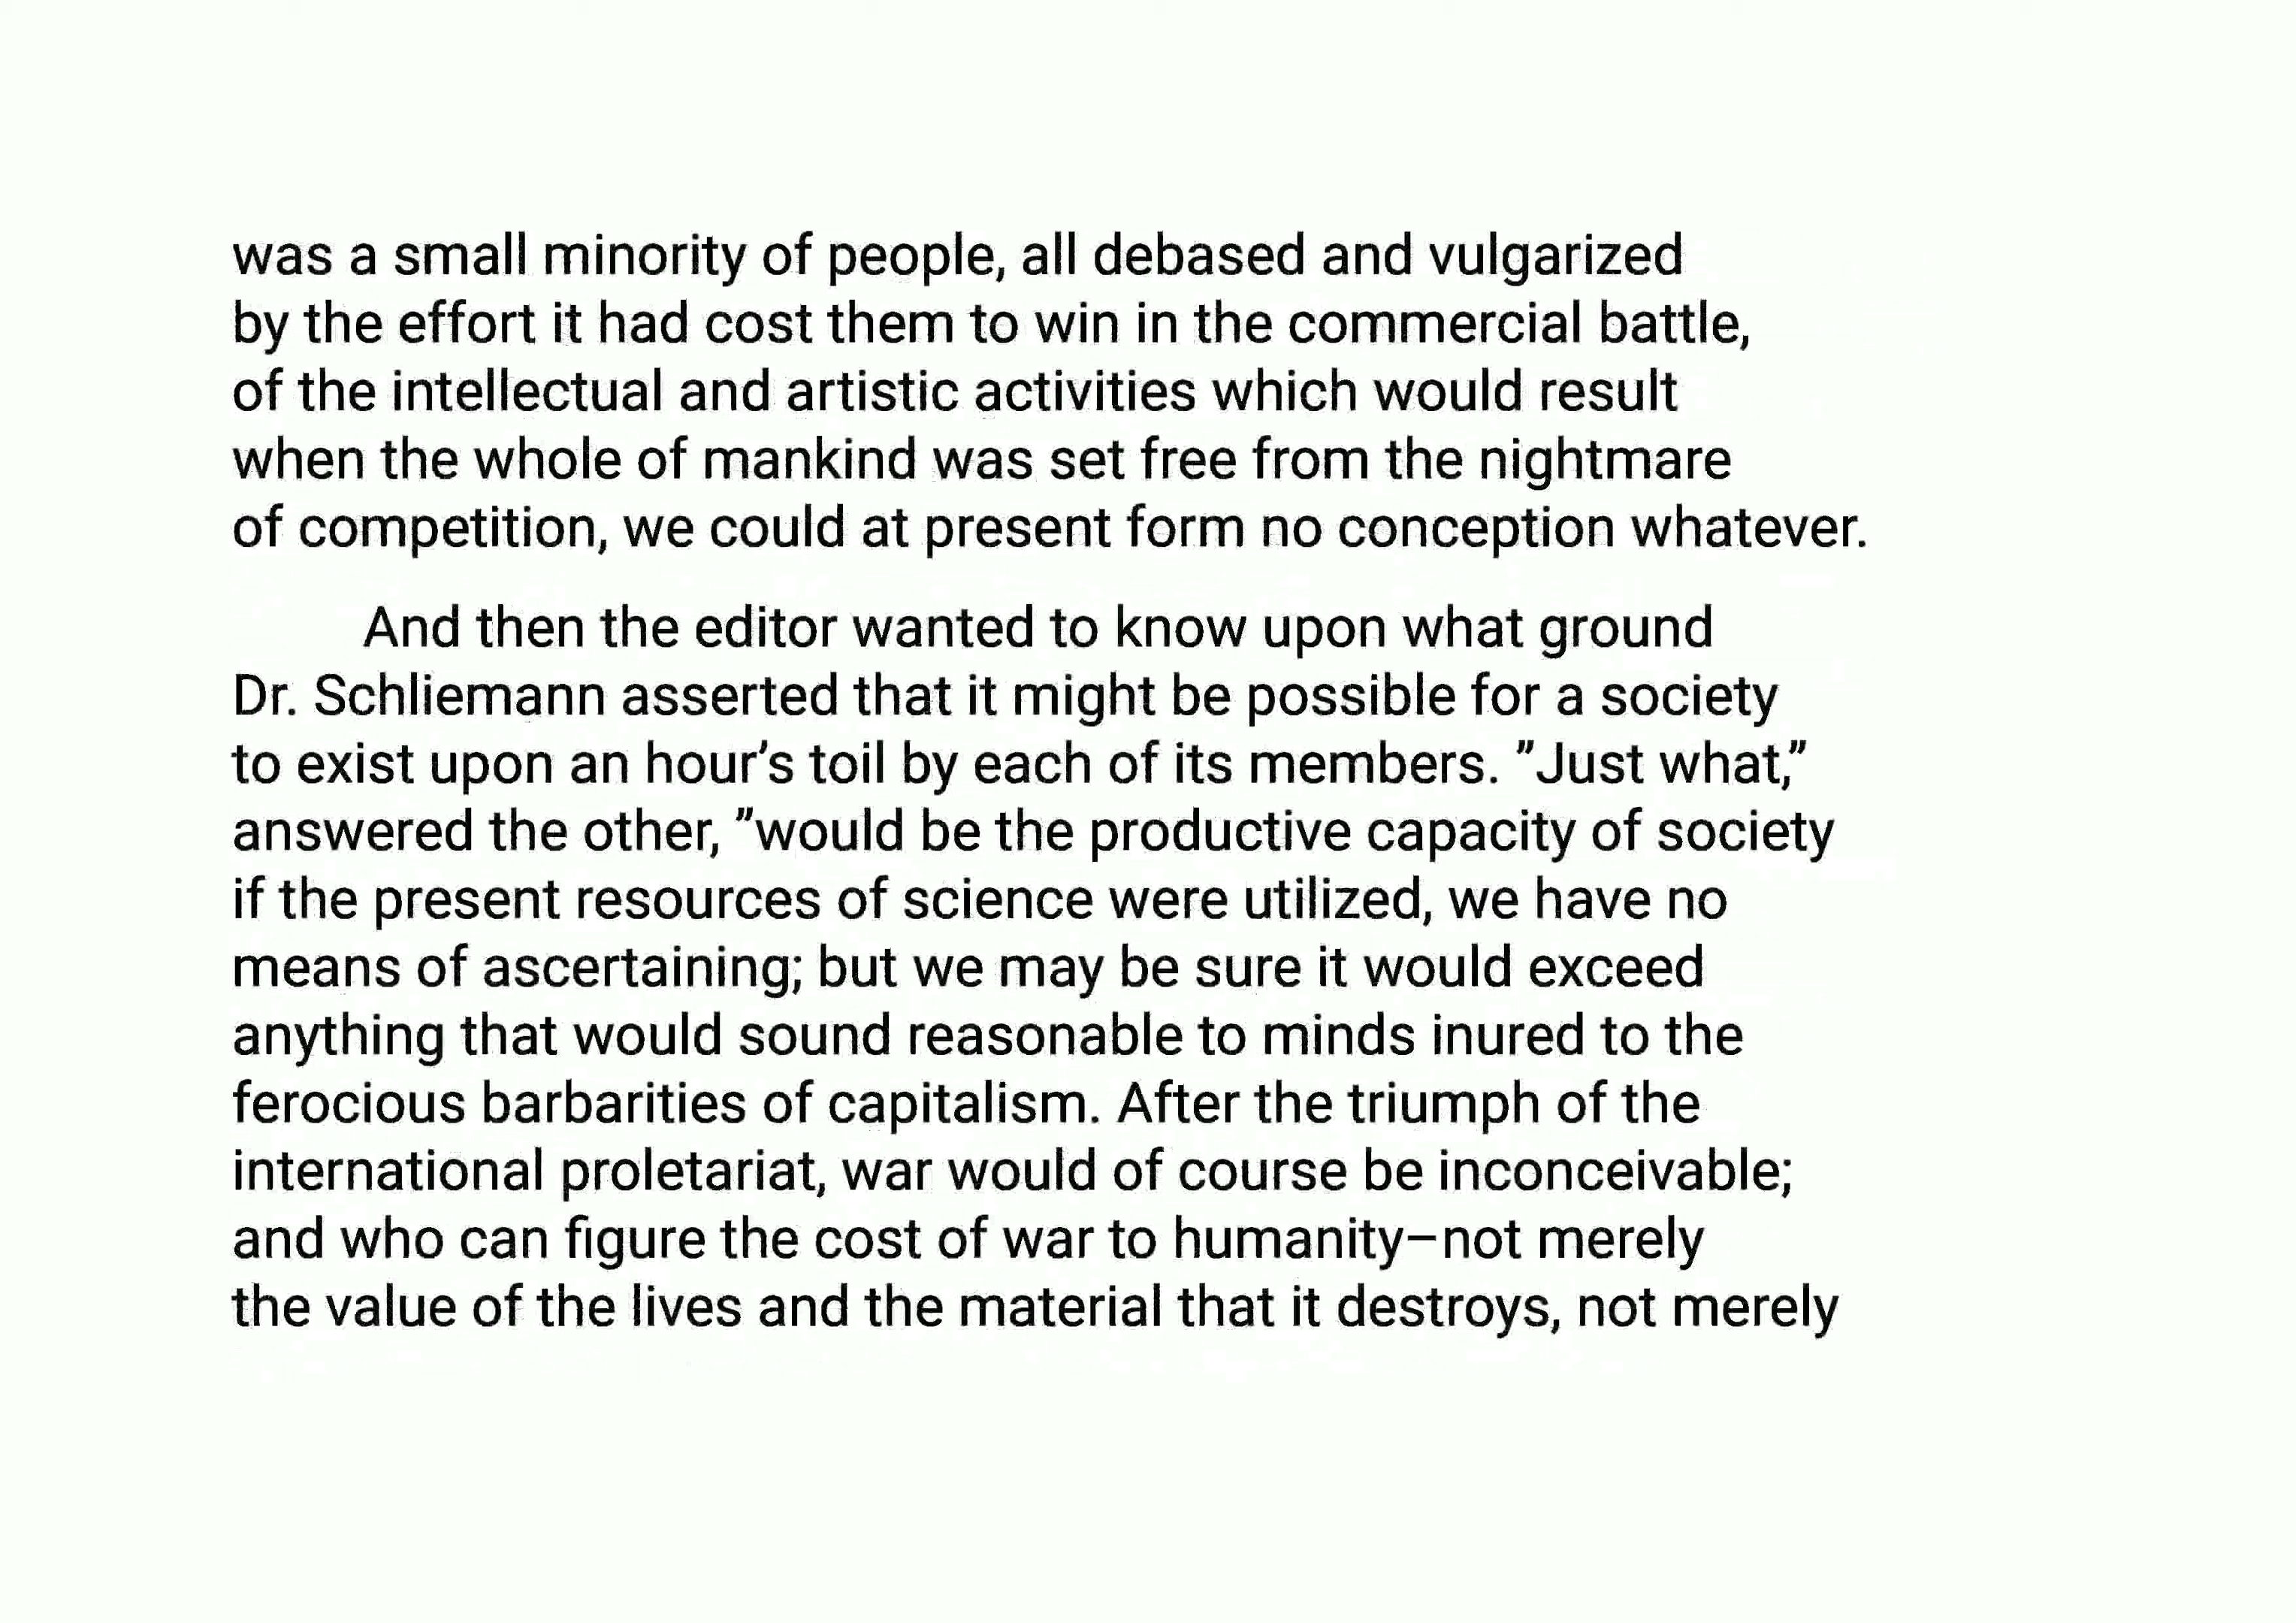 was a small minority of people, all debased and vulgarized
by the effort it had cost them to win in the commercial battle,
of the intellectual and artistic activities which would result
when the whole of mankind was set free from the nightmare
of competition, we could at present form no conception whatever.
And then the editor wanted to know upon what ground
Dr. Schliemann asserted that it might be possible for a society
to exist upon an hour’s toil by each of its members. ”Just what,”
answered the other, ”would be the productive capacity of society
if the present resources of science were utilized, we have no
means of ascertaining; but we may be sure it would exceed
anything that would sound reasonable to minds inured to the
ferocious barbarities of capitalism. After the triumph of the
international proletariat, war would of course be inconceivable;
and who can figure the cost of war to humanity–not merely
the value of the lives and the material that it destroys, not merely